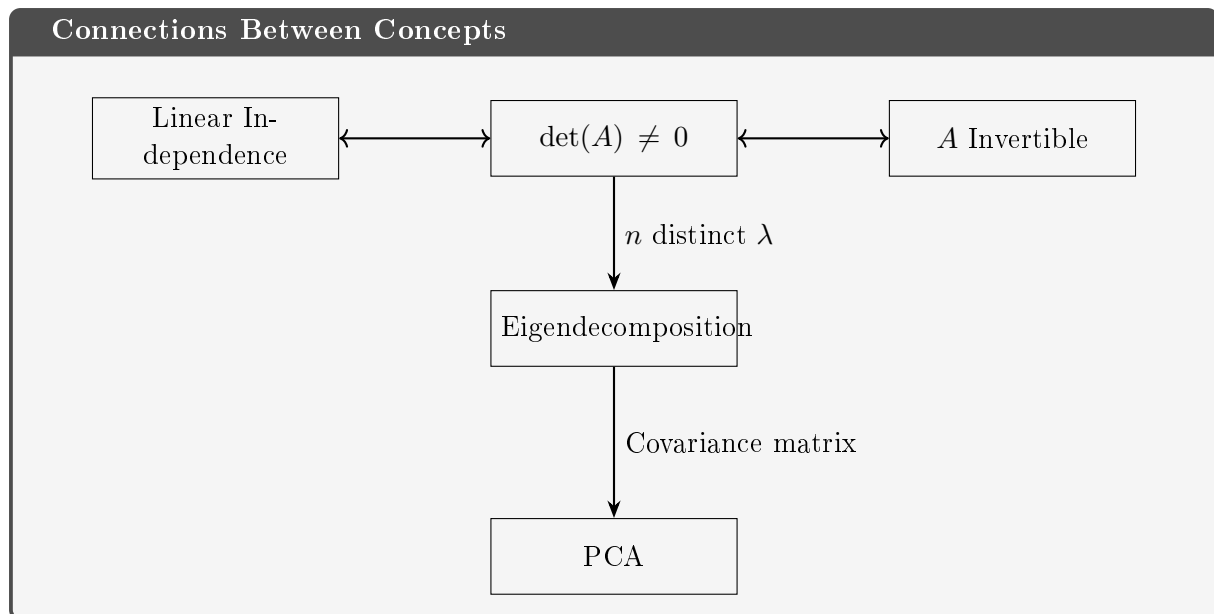 Connections Between Concepts
Linear In-
dependence
det(A) ≠ 0
A Invertible
n distinct λ
Eigendecomposition
Covariance matrix
PCA